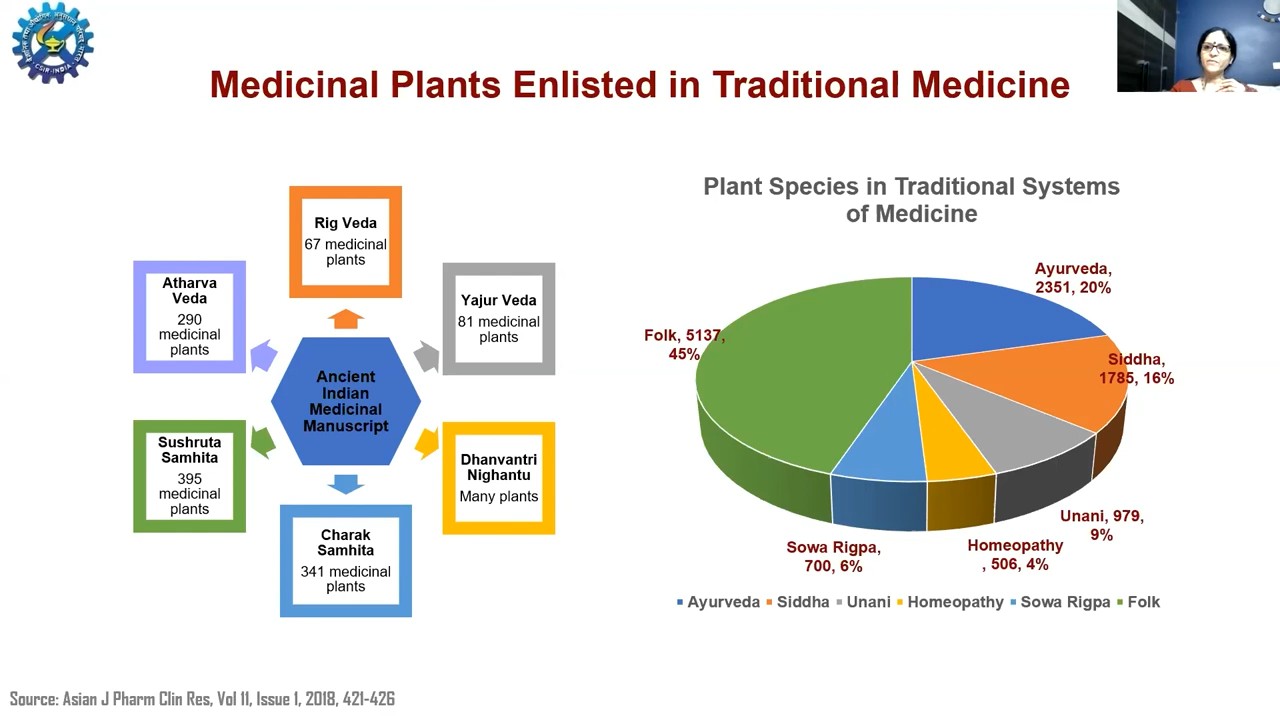 Medicinal Plants Enlisted in Traditional Medicine
CSIR-INDIA
Rig Veda
67 medicinal
plants
Atharva
Veda
290
medicinal
plants
Yajur Veda
81 medicinal
plants
Ancient
Indian
Medicinal
Manuscript
Sushruta
Samhita
395
medicinal
plants
Dhanvantri
Nighantu
Many plants
Charak
Samhita
341 medicinal
plants
Plant Species in Traditional Systems
of Medicine
Ayurveda,
2351, 20%
Folk, 5137,
45%
Siddha,
1785, 16%
Unani, 979,
9%
Sowa Rigpa,
700, 6%
Homeopathy
, 506, 4%
Ayurveda Siddha Unani Homeopathy Sowa Rigpa Folk
Source: Asian J Pharm Clin Res, Vol 11, Issue 1, 2018, 421-426